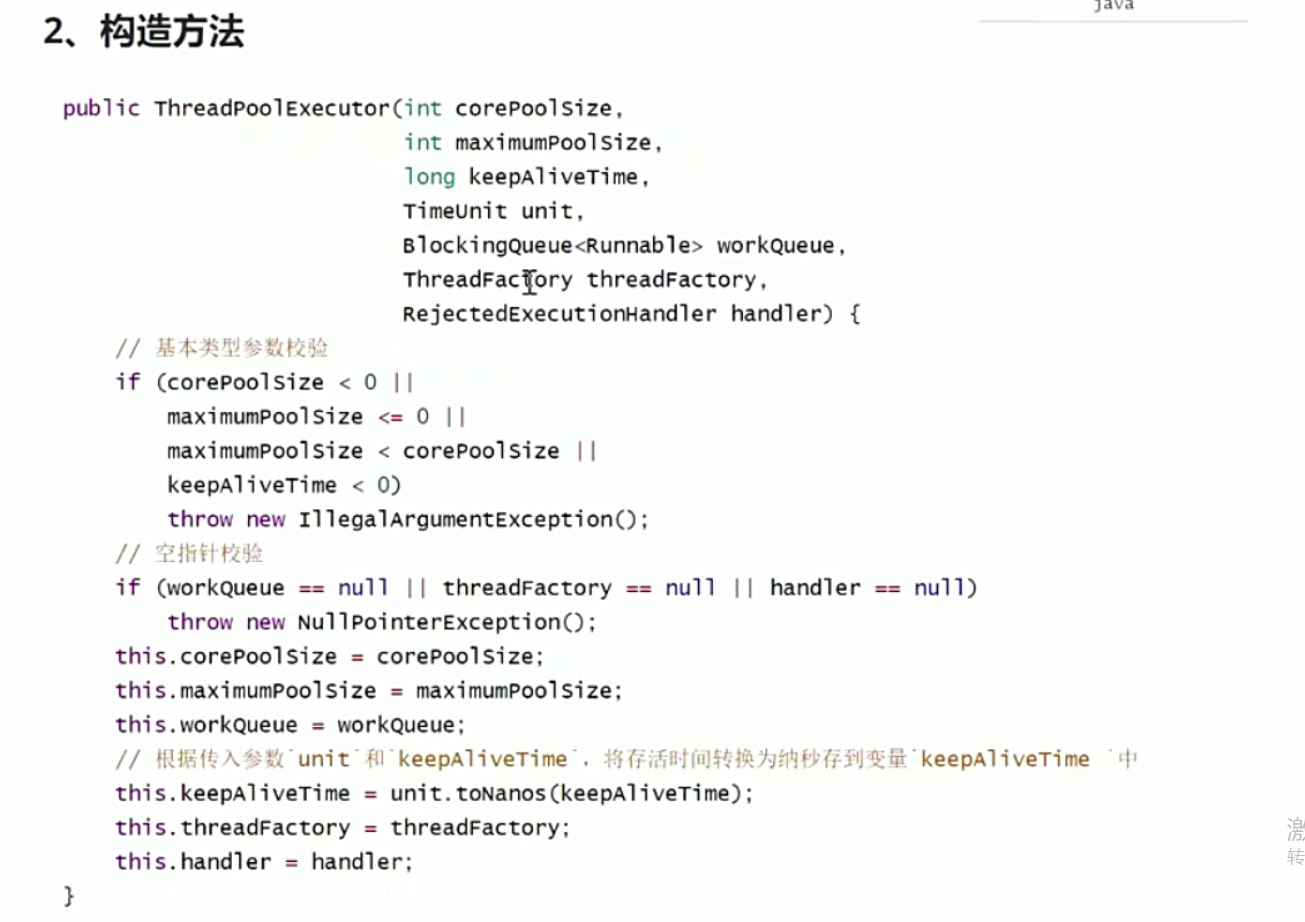 java
2、构造方法
public ThreadPoolExecutor(int corePoolSize,
int maximumPoolSize,
long keepAliveTime,
TimeUnit unit,
BlockingQueue<Runnable> workQueue,
ThreadFactory threadFactory,
RejectedExecutionHandler handler) {
// 基本类型参数校验
if (corePoolSize < 0 ||
maximumPoolSize <= 0 ||
maximumPoolSize < corePoolSize ||
keepAliveTime < 0)
throw new IllegalArgumentException();
// 空指针校验
if (workQueue == null || threadFactory == null || handler == null)
throw new NullPointerException();
this.corePoolSize = corePoolSize;
this.maximumPoolSize = maximumPoolSize;
this.workQueue = workQueue;
// 根据传入参数`unit`和`keepAliveTime`，将存活时间转换为纳秒存到变量`keepAliveTime `中
this.keepAliveTime = unit.toNanos(keepAliveTime);
this.threadFactory = threadFactory;
this.handler = handler;
}
激
转